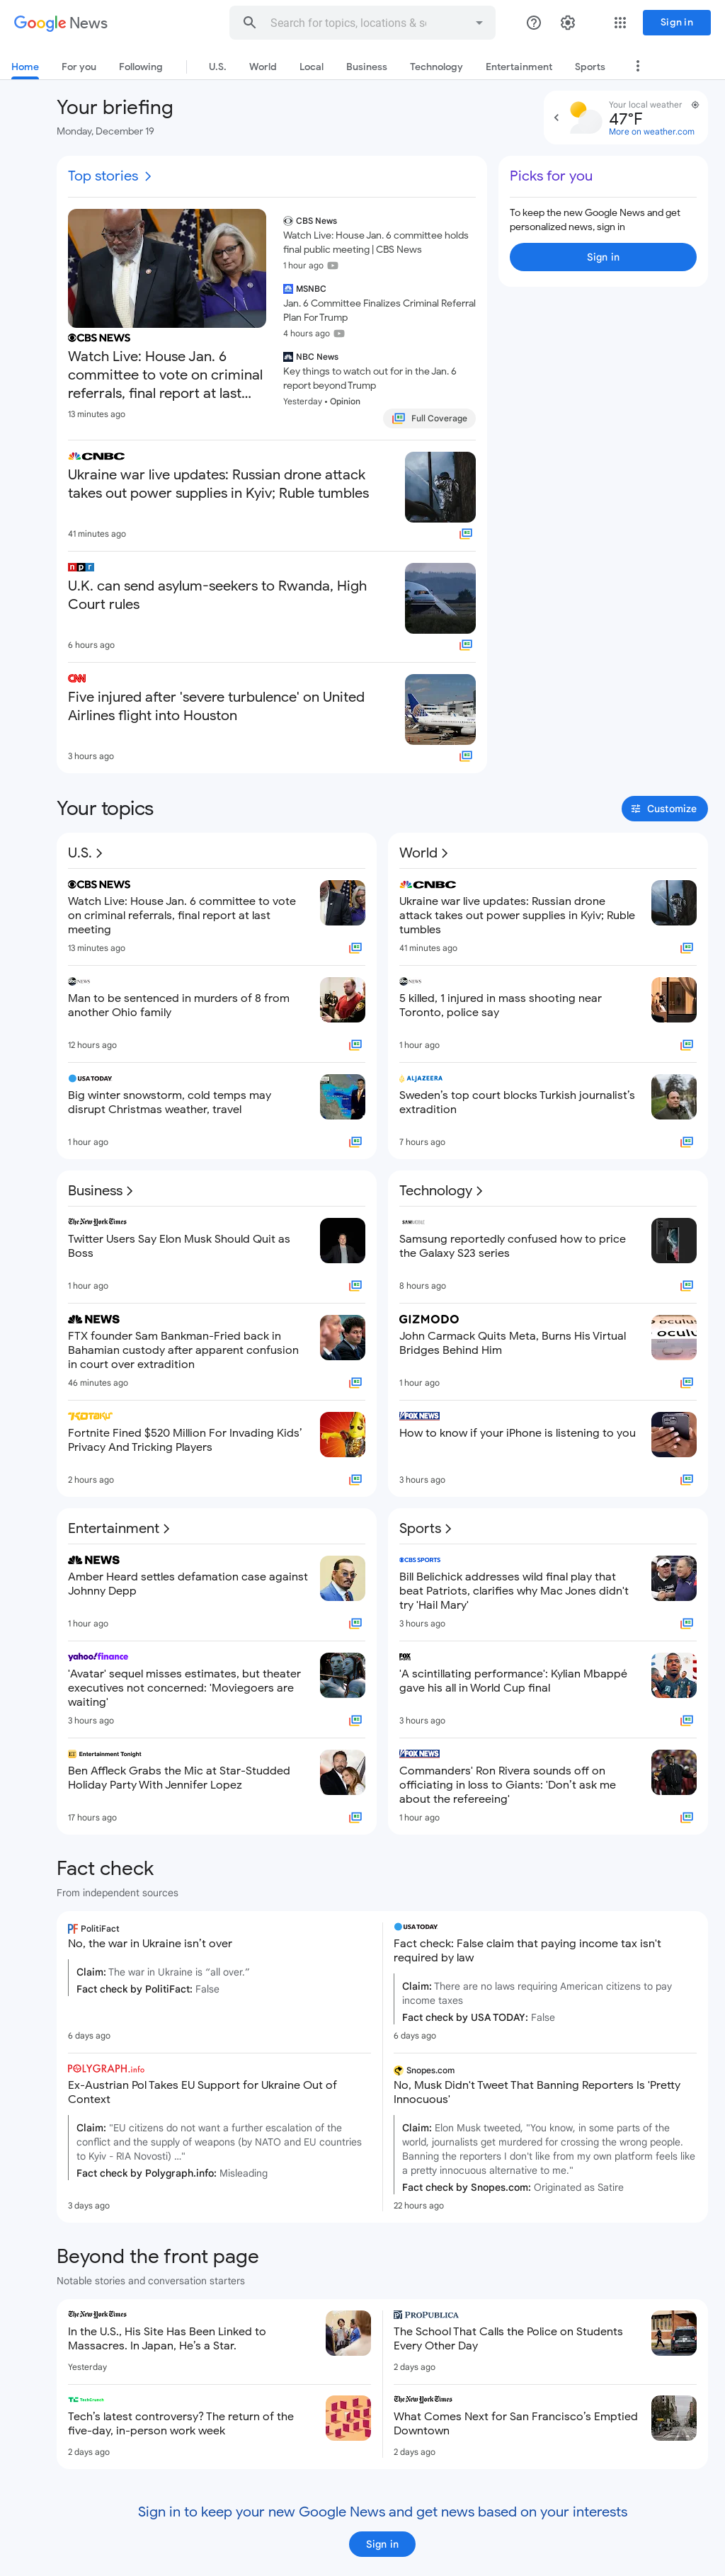 Google News
Search for topics, locations & so
Sign in
Home
For you
Following
U.S.
World
Local
Business
Technology
Entertainment
Sports
Your briefing
Monday, December 19
Your local weather
47°F
More on weather.com
Top stories
CBS NEWS
Watch Live: House Jan. 6
committee to vote on criminal
referrals, final report at last...
13 minutes ago
CBS News
Watch Live: House Jan. 6 committee holds
final public meeting | CBS News
1 hour ago
MSNBC
Jan. 6 Committee Finalizes Criminal Referral
Plan For Trump
4 hours ago
NBC News
Key things to watch out for in the Jan. 6
report beyond Trump
Yesterday • Opinion
Full Coverage
CNBC
Ukraine war live updates: Russian drone attack
takes out power supplies in Kyiv; Ruble tumbles
41 minutes ago
npr
U.K. can send asylum-seekers to Rwanda, High
Court rules
6 hours ago
CNN
Five injured after 'severe turbulence' on United
Airlines flight into Houston
3 hours ago
Picks for you
To keep the new Google News and get
personalized news, sign in
Sign in
Your topics
Customize
U.S.
CBS NEWS
Watch Live: House Jan. 6 committee to vote
on criminal referrals, final report at last
meeting
13 minutes ago
abc NEWS
Man to be sentenced in murders of 8 from
another Ohio family
12 hours ago
USA TODAY
Big winter snowstorm, cold temps may
disrupt Christmas weather, travel
1 hour ago
World
CNBC
Ukraine war live updates: Russian drone
attack takes out power supplies in Kyiv; Ruble
tumbles
41 minutes ago
abc NEWS
5 killed, 1 injured in mass shooting near
Toronto, police say
1 hour ago
ALJAZEERA
Sweden's top court blocks Turkish journalist's
extradition
7 hours ago
Business
The New York Times
Twitter Users Say Elon Musk Should Quit as
Boss
1 hour ago
NEWS
FTX founder Sam Bankman-Fried back in
Bahamian custody after apparent confusion
in court over extradition
46 minutes ago
KOTAKU
Fortnite Fined $520 Million For Invading Kids'
Privacy And Tricking Players
2 hours ago
Technology
SAMMOBILE
Samsung reportedly confused how to price
the Galaxy S23 series
8 hours ago
GIZMODO
John Carmack Quits Meta, Burns His Virtual
Bridges Behind Him
1 hour ago
FOX NEWS
How to know if your iPhone is listening to you
3 hours ago
Entertainment
NEWS
Amber Heard settles defamation case against
Johnny Depp
1 hour ago
yahoo!finance
'Avatar' sequel misses estimates, but theater
executives not concerned: 'Moviegoers are
waiting'
3 hours ago
ET Entertainment Tonight
Ben Affleck Grabs the Mic at Star-Studded
Holiday Party With Jennifer Lopez
17 hours ago
Sports
CBS SPORTS
Bill Belichick addresses wild final play that
beat Patriots, clarifies why Mac Jones didn't
try 'Hail Mary'
3 hours ago
FOX
'A scintillating performance': Kylian Mbappé
gave his all in World Cup final
3 hours ago
FOX NEWS
Commanders' Ron Rivera sounds off on
officiating in loss to Giants: 'Don't ask me
about the refereeing'
1 hour ago
Fact check
From independent sources
PF PolitiFact
No, the war in Ukraine isn't over
Claim: The war in Ukraine is "all over."
Fact check by PolitiFact: False
6 days ago
USA TODAY
Fact check: False claim that paying income tax isn't
required by law
Claim: There are no laws requiring American citizens to pay
income taxes
Fact check by USA TODAY: False
6 days ago
POLYGRAPH.info
Ex-Austrian Pol Takes EU Support for Ukraine Out of
Context
Claim: "EU citizens do not want a further escalation of the
conflict and the supply of weapons (by NATO and EU countries
to Kyiv - RIA Novosti) ..."
Fact check by Polygraph.info: Misleading
3 days ago
Snopes.com
No, Musk Didn't Tweet That Banning Reporters Is 'Pretty
Innocuous'
Claim: Elon Musk tweeted, "You know, in some parts of the
world, journalists get murdered for crossing the wrong people.
Banning the reporters I don't like from my own platform feels like
a pretty innocuous alternative to me."
Fact check by Snopes.com: Originated as Satire
22 hours ago
Beyond the front page
Notable stories and conversation starters
The New York Times
In the U.S., His Site Has Been Linked to
Massacres. In Japan, He's a Star.
Yesterday
PROPUBLICA
The School That Calls the Police on Students
Every Other Day
2 days ago
TC TechCrunch
Tech's latest controversy? The return of the
five-day, in-person work week
2 days ago
The New York Times
What Comes Next for San Francisco's Emptied
Downtown
2 days ago
Sign in to keep your new Google News and get news based on your interests
Sign in